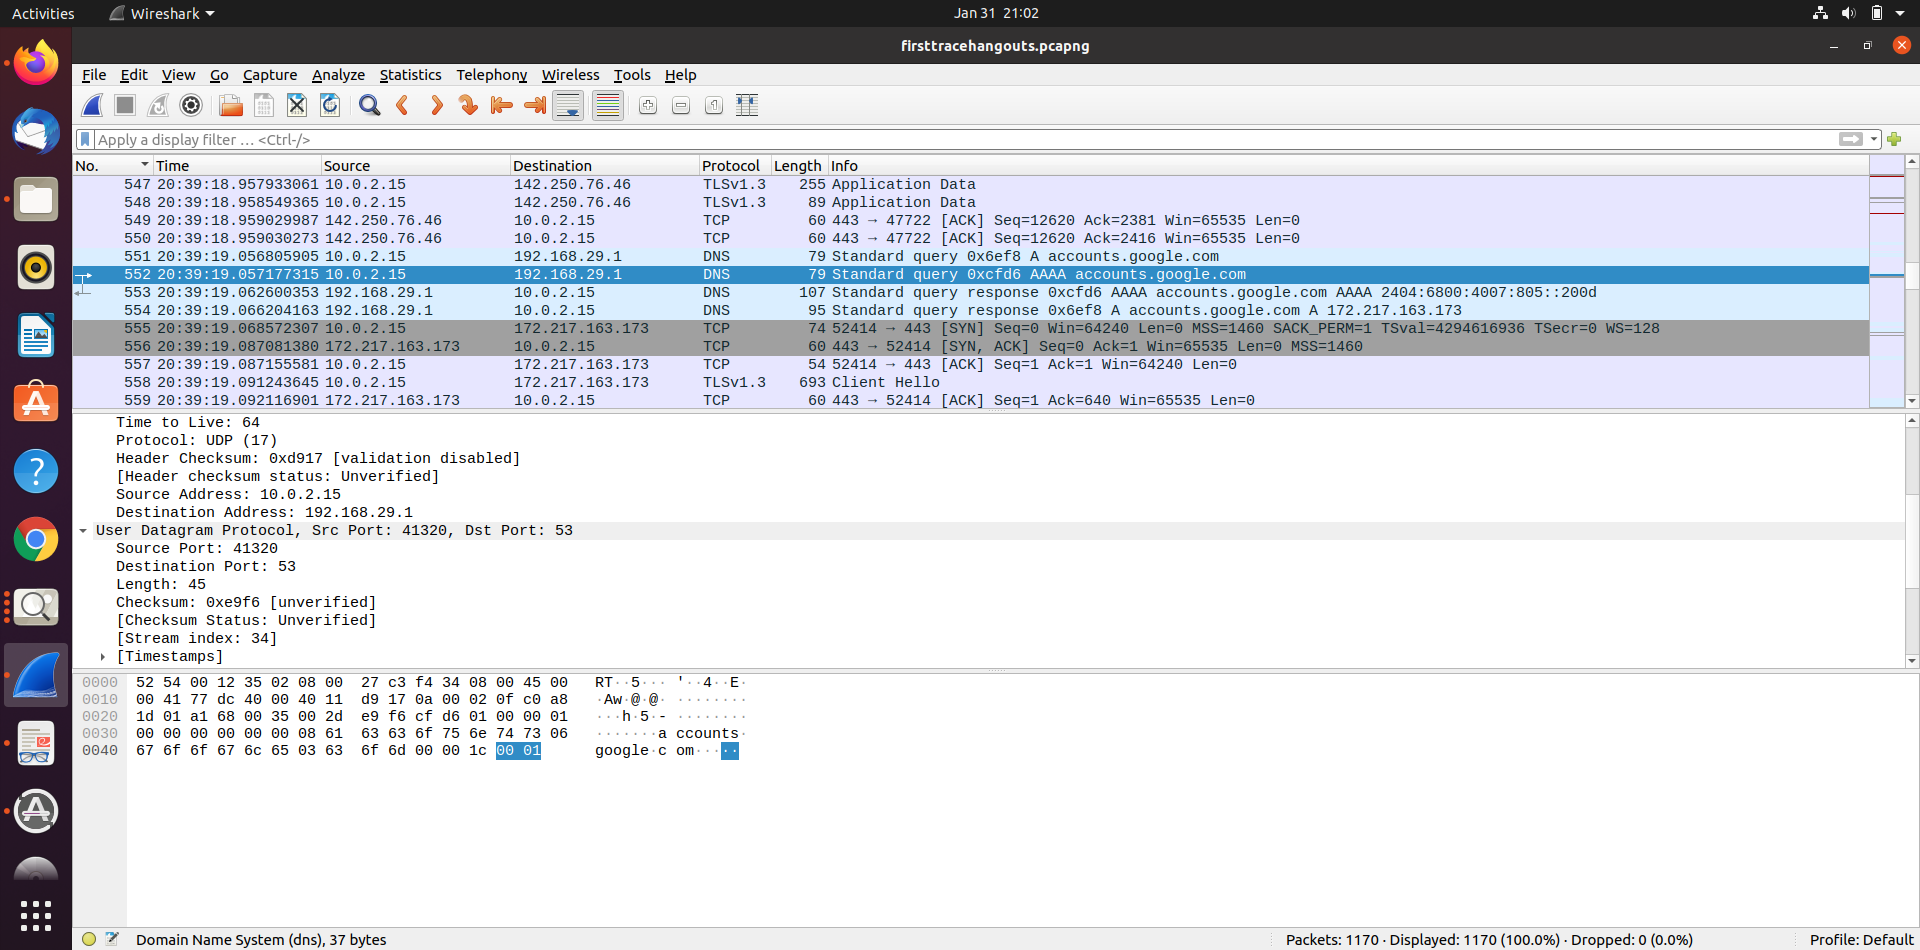 Activities Wireshark Jan 31 21:02
firsttracehangouts.pcapng
File Edit View Go Capture Analyze Statistics Telephony Wireless Tools Help
Apply a display filter … <Ctrl-/>
No. Time Source Destination Protocol Length Info
547 20:39:18.957933061 10.0.2.15 142.250.76.46 TLSv1.3 255 Application Data
548 20:39:18.958549365 10.0.2.15 142.250.76.46 TLSv1.3 89 Application Data
549 20:39:18.959029987 142.250.76.46 10.0.2.15 TCP 60 443 → 47722 [ACK] Seq=12620 Ack=2381 Win=65535 Len=0
550 20:39:18.959030273 142.250.76.46 10.0.2.15 TCP 60 443 → 47722 [ACK] Seq=12620 Ack=2416 Win=65535 Len=0
551 20:39:19.056805905 10.0.2.15 192.168.29.1 DNS 79 Standard query 0x6ef8 A accounts.google.com
552 20:39:19.057177315 10.0.2.15 192.168.29.1 DNS 79 Standard query 0xcfd6 AAAA accounts.google.com
553 20:39:19.062600353 192.168.29.1 10.0.2.15 DNS 107 Standard query response 0xcfd6 AAAA accounts.google.com AAAA 2404:6800:4007:805::200d
554 20:39:19.066204163 192.168.29.1 10.0.2.15 DNS 95 Standard query response 0x6ef8 A accounts.google.com A 172.217.163.173
555 20:39:19.068572307 10.0.2.15 172.217.163.173 TCP 74 52414 → 443 [SYN] Seq=0 Win=64240 Len=0 MSS=1460 SACK_PERM=1 TSval=4294616936 TSecr=0 WS=128
556 20:39:19.087081380 172.217.163.173 10.0.2.15 TCP 60 443 → 52414 [SYN, ACK] Seq=0 Ack=1 Win=65535 Len=0 MSS=1460
557 20:39:19.087155581 10.0.2.15 172.217.163.173 TCP 54 52414 → 443 [ACK] Seq=1 Ack=1 Win=64240 Len=0
558 20:39:19.091243645 10.0.2.15 172.217.163.173 TLSv1.3 693 Client Hello
559 20:39:19.092116901 172.217.163.173 10.0.2.15 TCP 60 443 → 52414 [ACK] Seq=1 Ack=640 Win=65535 Len=0
Time to Live: 64
Protocol: UDP (17)
Header Checksum: 0xd917 [validation disabled]
[Header checksum status: Unverified]
Source Address: 10.0.2.15
Destination Address: 192.168.29.1
User Datagram Protocol, Src Port: 41320, Dst Port: 53
Source Port: 41320
Destination Port: 53
Length: 45
Checksum: 0xe9f6 [unverified]
[Checksum Status: Unverified]
[Stream index: 34]
[Timestamps]
0000 52 54 00 12 35 02 08 00 27 c3 f4 34 08 00 45 00 RT··5··· '··4··E·
0010 00 41 77 dc 40 00 40 11 d9 17 0a 00 02 0f c0 a8 ·Aw·@·@· ········
0020 1d 01 a1 68 00 35 00 2d e9 f6 cf d6 01 00 00 01 ···h·5·- ········
0030 00 00 00 00 00 00 08 61 63 63 6f 75 6e 74 73 06 ·······a ccounts·
0040 67 6f 6f 67 6c 65 03 63 6f 6d 00 00 1c 00 01 google·c om·····
Domain Name System (dns), 37 bytes Packets: 1170 · Displayed: 1170 (100.0%) · Dropped: 0 (0.0%) Profile: Default